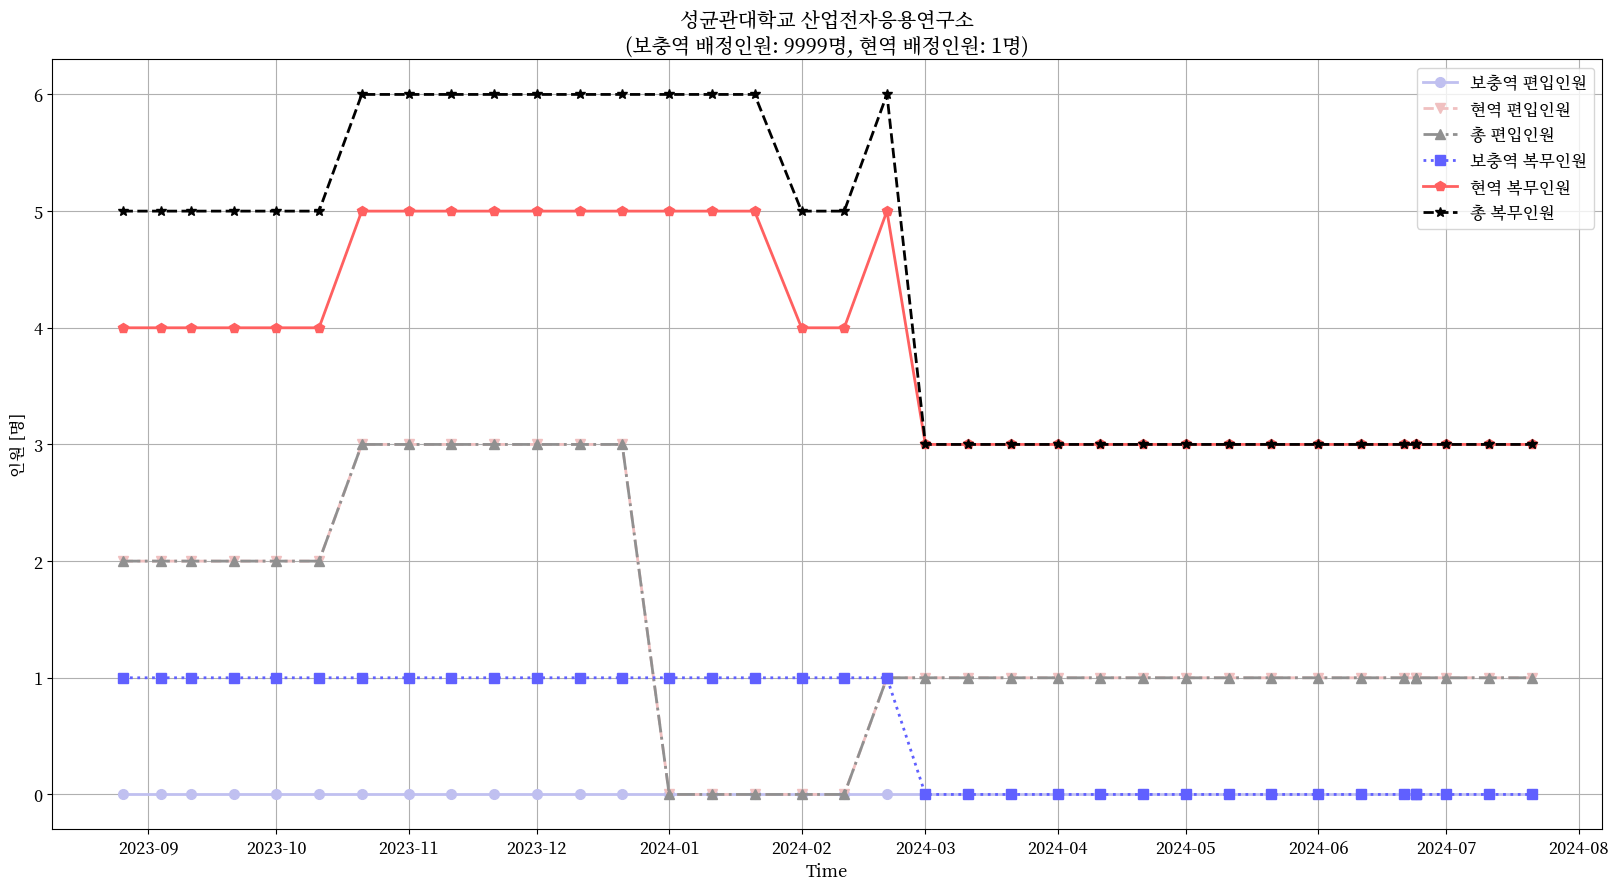 성균관대학교 산업전자응용연구소
(보충역 배정인원: 9999명, 현역 배정인원: 1명)
보충역 편입인원
현역 편입인원
총 편입인원
보충역 복무인원
현역 복무인원
총 복무인원
인원 [명]
6
5
4
3
2
1
0
2023-09
2023-10
2023-11
2023-12
2024-01
2024-02
2024-03
2024-04
2024-05
2024-06
2024-07
2024-08
Time